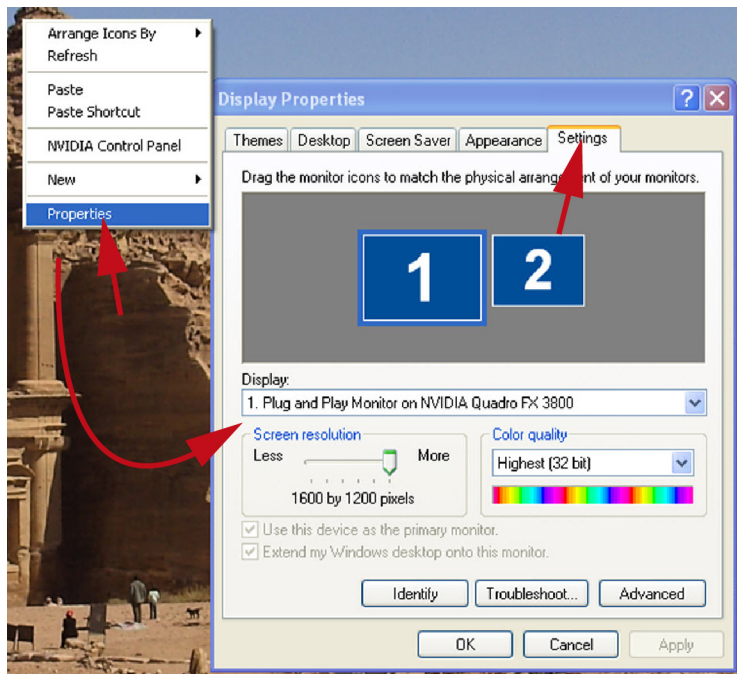 Arrange Icons By
Refresh
Paste
Paste Shortcut
NVIDIA Control Panel
New
Properties
Display Properties
Themes Desktop Screen Saver Appearance Settings
Drag the monitor icons to match the physical arrangement of your monitors.
1 2
Display:
1. Plug and Play Monitor on NVIDIA Quadro FX 3800
Screen resolution
Less More
1600 by 1200 pixels
Color quality
Highest (32 bit)
Use this device as the primary monitor.
Extend my Windows desktop onto this monitor.
Identify Troubleshoot... Advanced
OK Cancel Apply